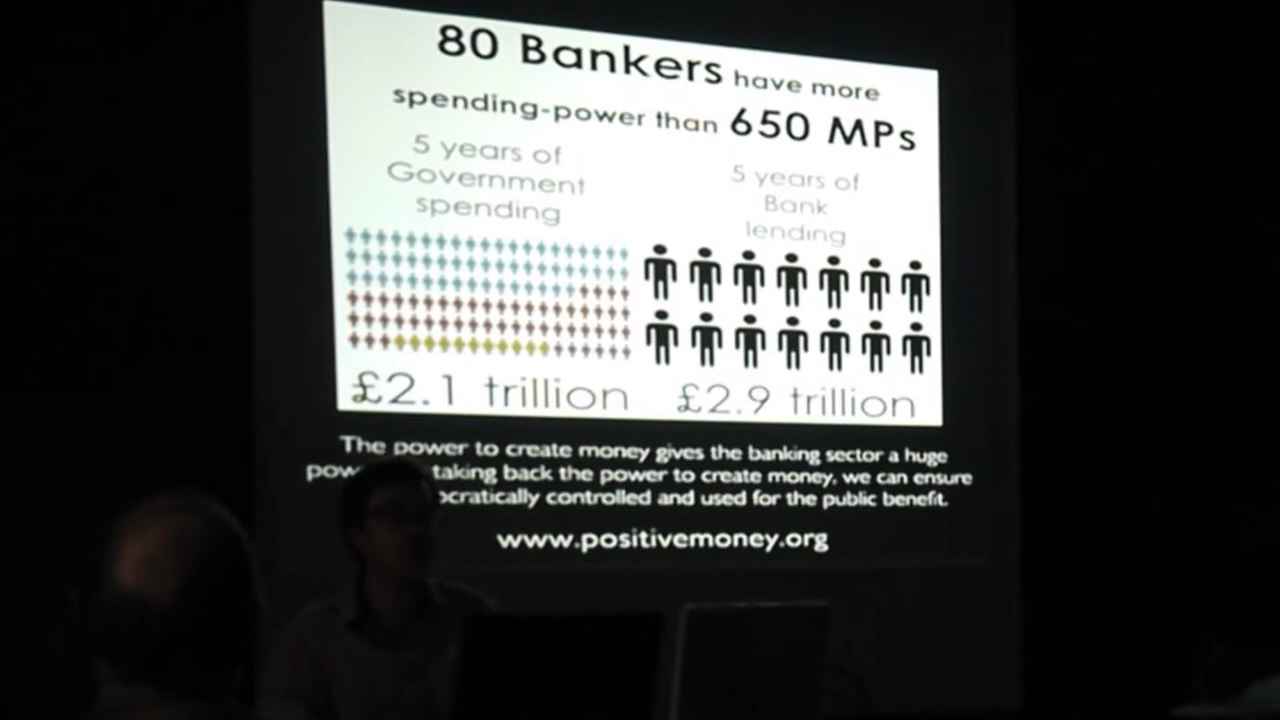 80 Bankers have more
spending-power than 650 MPs
5 years of
Government
spending
5 years of
Bank
lending
£2.1 trillion
£2.9 trillion
The power to create money gives the banking sector a huge
taking back the power to create money, we can ensure
controlled and used for the public benefit.
www.positivemoney.org